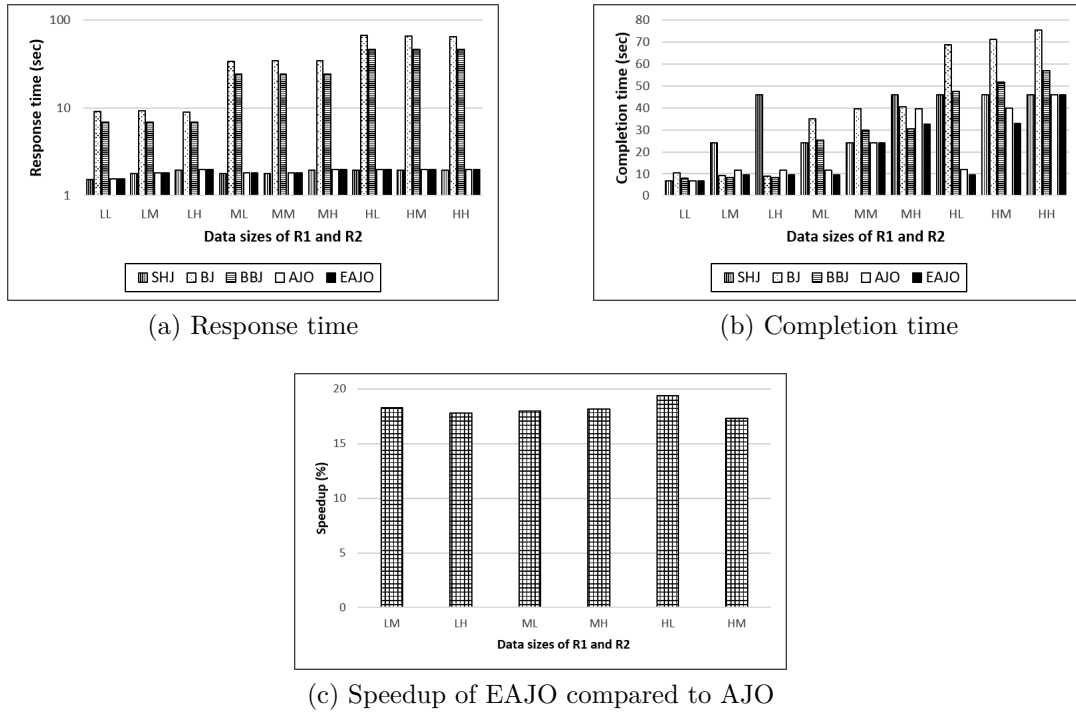 100
10
1
Response time (sec)
LL LM LH ML MM MH HL HM HH
Data sizes of R1 and R2
SHJ BJ BBJ AJO EAJO
(a) Response time
80
70
60
50
40
30
20
10
0
Completion time (sec)
LL LM LH ML MM MH HL HM HH
Data sizes of R1 and R2
SHJ BJ BBJ AJO EAJO
(b) Completion time
20
15
10
5
0
Speedup (%)
LM LH ML MH HL HM
Data sizes of R1 and R2
(c) Speedup of EAJO compared to AJO